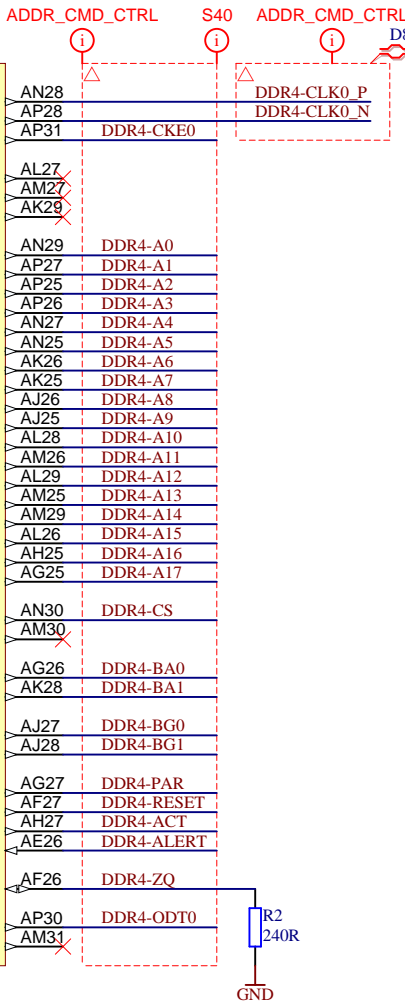 ADDR_CMD_CTRL S40 ADDR_CMD_CTRL
i i i
D8
AN28 DDR4-CLK0_P
AP28 DDR4-CLK0_N
AP31 DDR4-CKE0
AL27
AM27
AK29
AN29 DDR4-A0
AP27 DDR4-A1
AP25 DDR4-A2
AP26 DDR4-A3
AN27 DDR4-A4
AN25 DDR4-A5
AK26 DDR4-A6
AK25 DDR4-A7
AJ26 DDR4-A8
AJ25 DDR4-A9
AL28 DDR4-A10
AM26 DDR4-A11
AL29 DDR4-A12
AM25 DDR4-A13
AM29 DDR4-A14
AL26 DDR4-A15
AH25 DDR4-A16
AG25 DDR4-A17
AN30 DDR4-CS
AM30
AG26 DDR4-BA0
AK28 DDR4-BA1
AJ27 DDR4-BG0
AJ28 DDR4-BG1
AG27 DDR4-PAR
AF27 DDR4-RESET
AH27 DDR4-ACT
AE26 DDR4-ALERT
AF26 DDR4-ZQ
AP30 DDR4-ODT0
AM31
R2
240R
GND